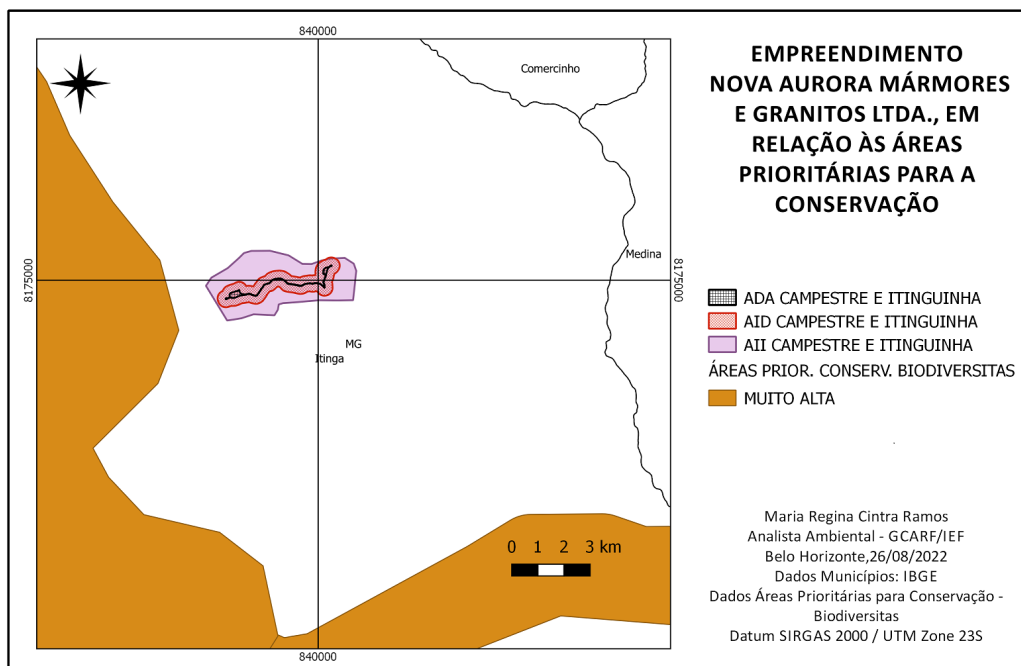 840000
Comercinho
8175000
8175000
Medina
MG
Itinga
0 1 2 3 km
840000
EMPREENDIMENTO
NOVA AURORA MÁRMORES
E GRANITOS LTDA., EM
RELAÇÃO ÀS ÁREAS
PRIORITÁRIAS PARA A
CONSERVAÇÃO
ADA CAMPESTRE E ITINGUINHA
AID CAMPESTRE E ITINGUINHA
AII CAMPESTRE E ITINGUINHA
ÁREAS PRIOR. CONSERV. BIODIVERSITAS
MUITO ALTA
Maria Regina Cintra Ramos
Analista Ambiental - GCARF/IEF
Belo Horizonte,26/08/2022
Dados Municípios: IBGE
Dados Áreas Prioritárias para Conservação -
Biodiversitas
Datum SIRGAS 2000 / UTM Zone 23S